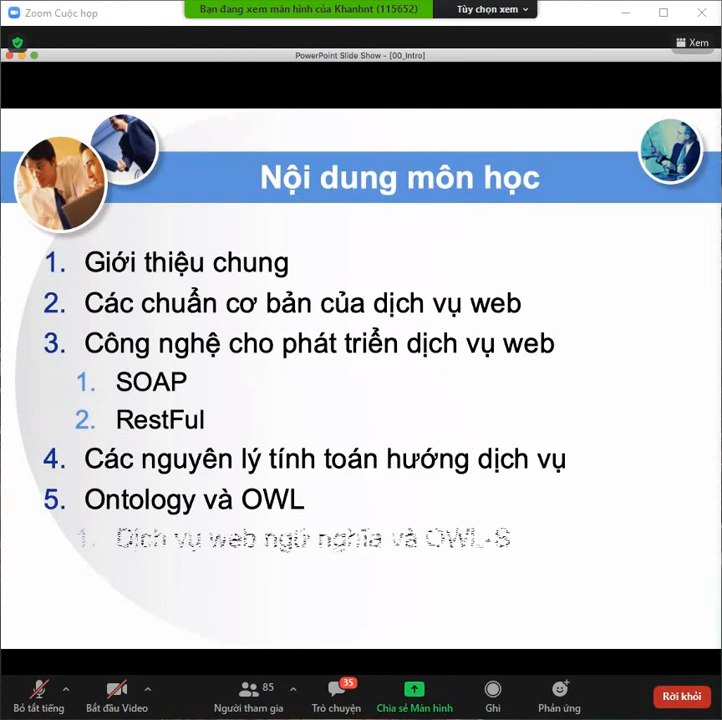 Zoom Cuộc họp
Bạn đang xem màn hình của Khanhnt (115652)
Tùy chọn xem
Xem
PowerPoint Slide Show - [00_Intro]
Nội dung môn học
1. Giới thiệu chung
2. Các chuẩn cơ bản của dịch vụ web
3. Công nghệ cho phát triển dịch vụ web
1. SOAP
2. RestFul
4. Các nguyên lý tính toán hướng dịch vụ
5. Ontology và OWL
1. Dịch vụ web ngữ nghĩa và OWL-S
Bỏ tắt tiếng
Bắt đầu Video
85
Người tham gia
35
Trò chuyện
Chia sẻ Màn hình
Ghi
Phản ứng
Rời khỏi